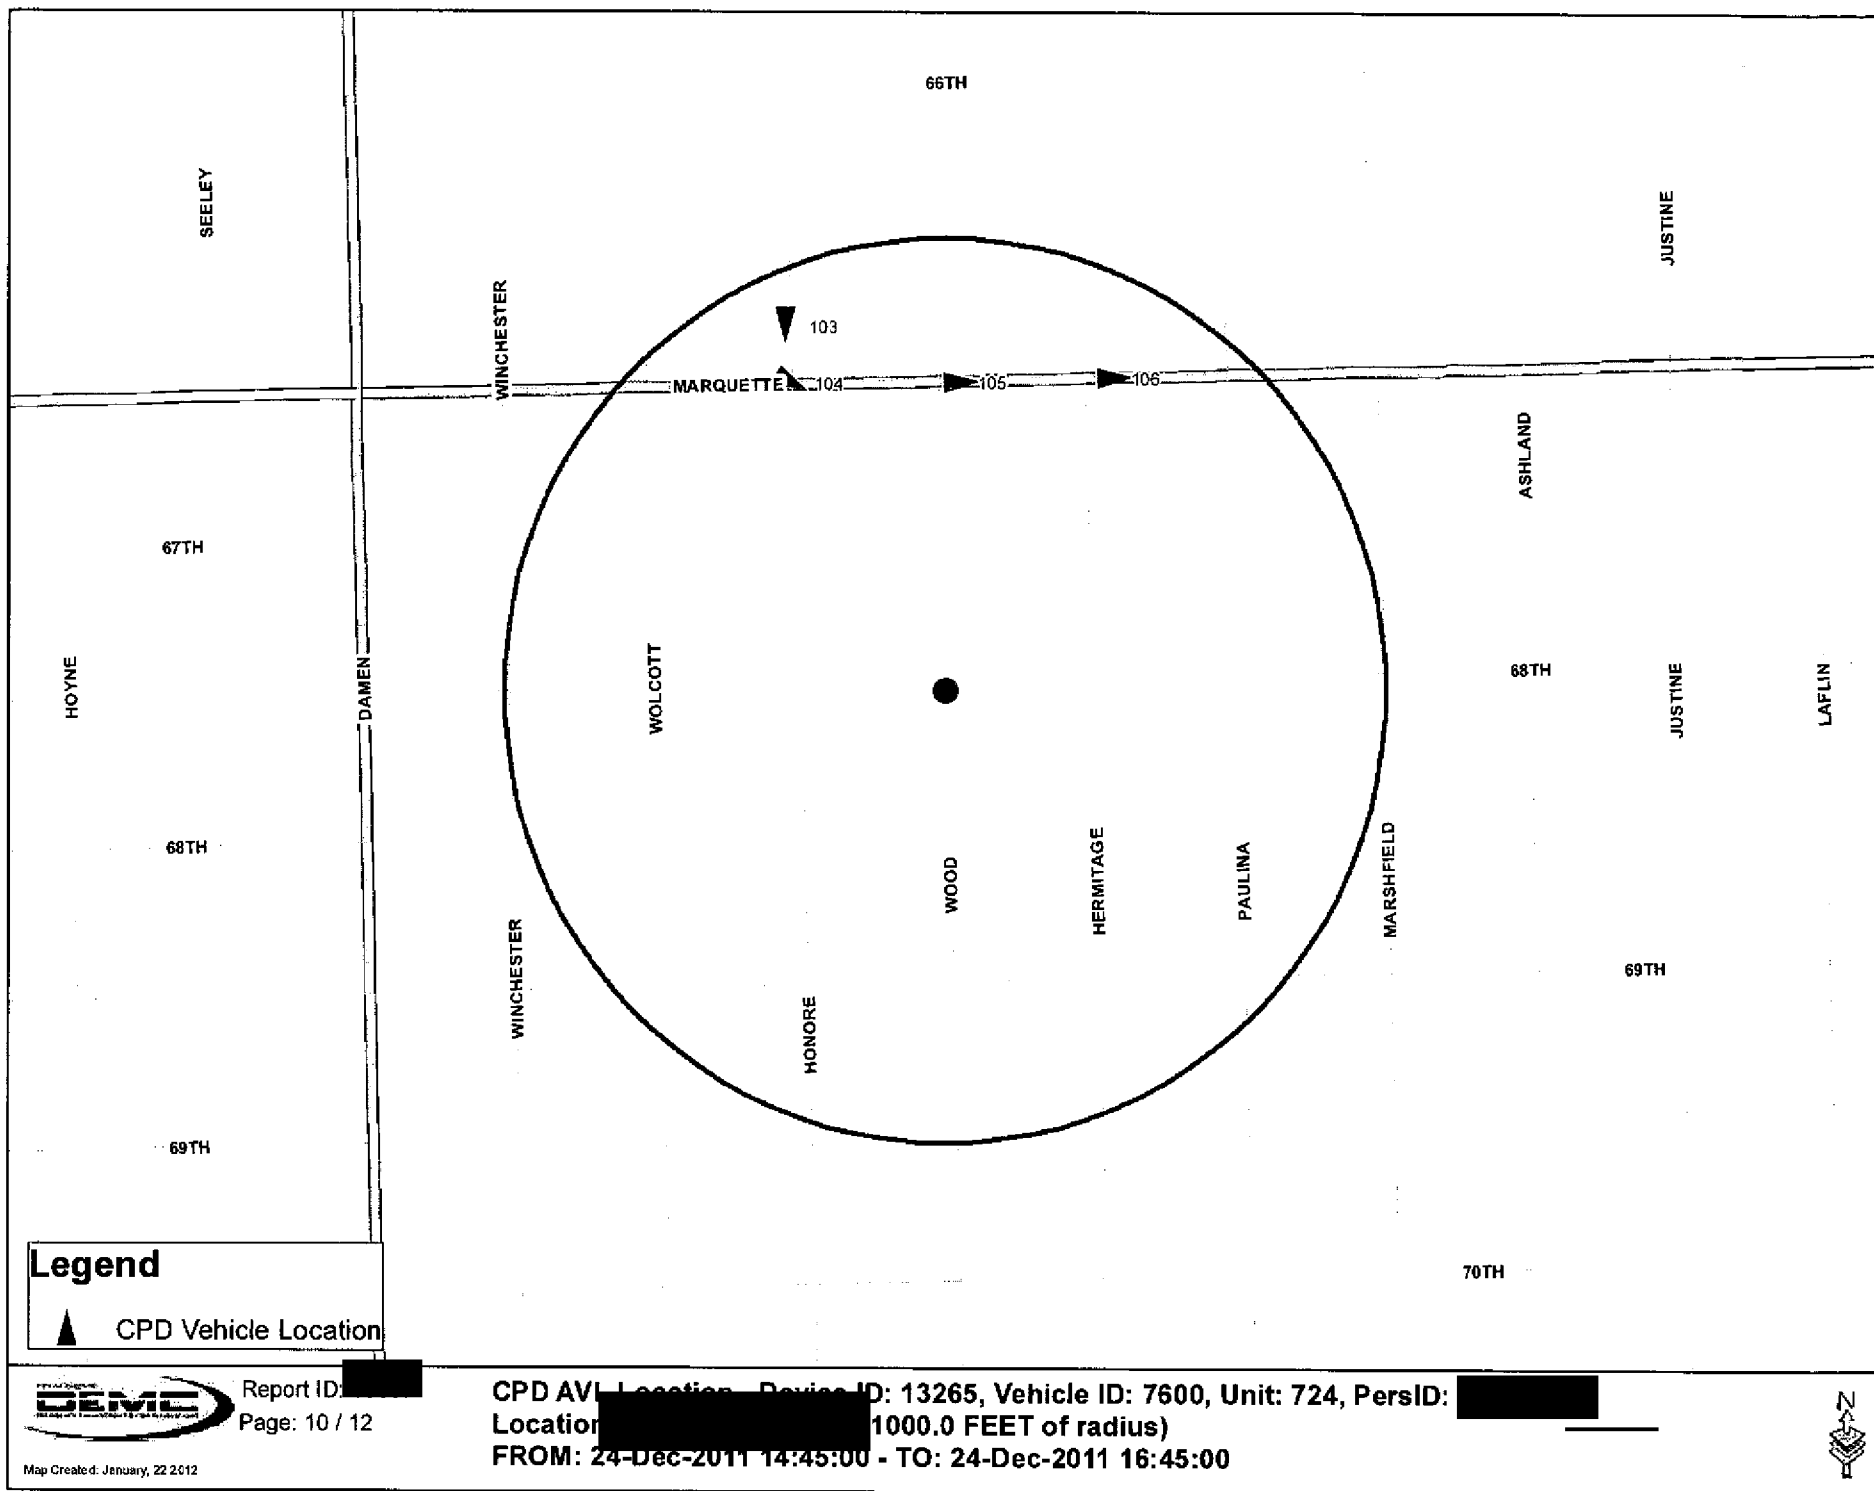 66TH
SEELEY
JUSTINE
WINCHESTER
103
MARQUETTE 104 105 106
ASHLAND
67TH
HOYNE
DAMEN
WOLCOTT
68TH
JUSTINE
LAFLIN
68TH
WOOD
HERMITAGE
PAULINA
MARSHFIELD
WINCHESTER
HONORE
69TH
69TH
70TH
Legend
CPD Vehicle Location
OEMC
Report ID:
Page: 10 / 12
Map Created: January, 22 2012
CPD AVL Location - Device ID: 13265, Vehicle ID: 7600, Unit: 724, PersID:
Location 1000.0 FEET of radius)
FROM: 24-Dec-2011 14:45:00 - TO: 24-Dec-2011 16:45:00
N